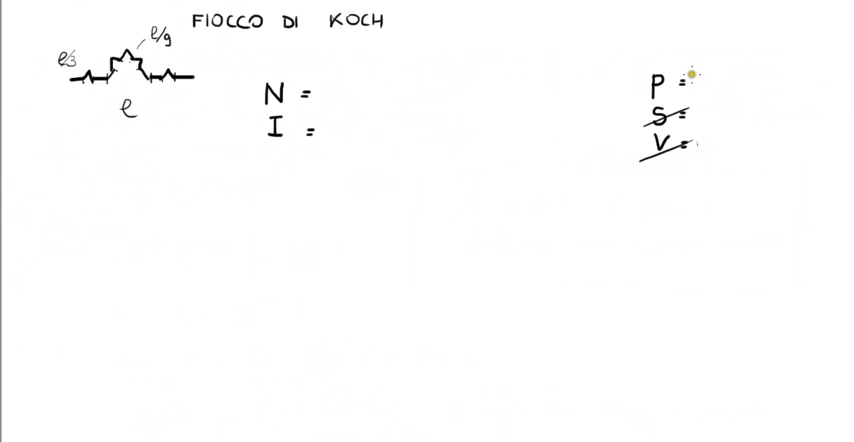 FIOCCO DI KOCH
e/3
e/9
e
N =
I =
P =
S =
V =